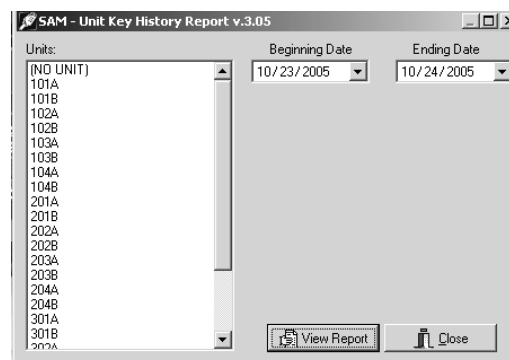 SAM - Unit Key History Report v.3.05
Units:
Beginning Date
Ending Date
(NO UNIT)
101A
101B
102A
102B
103A
103B
104A
104B
201A
201B
202A
202B
203A
203B
204A
204B
301A
301B
302A
10/23/2005
10/24/2005
View Report
Close